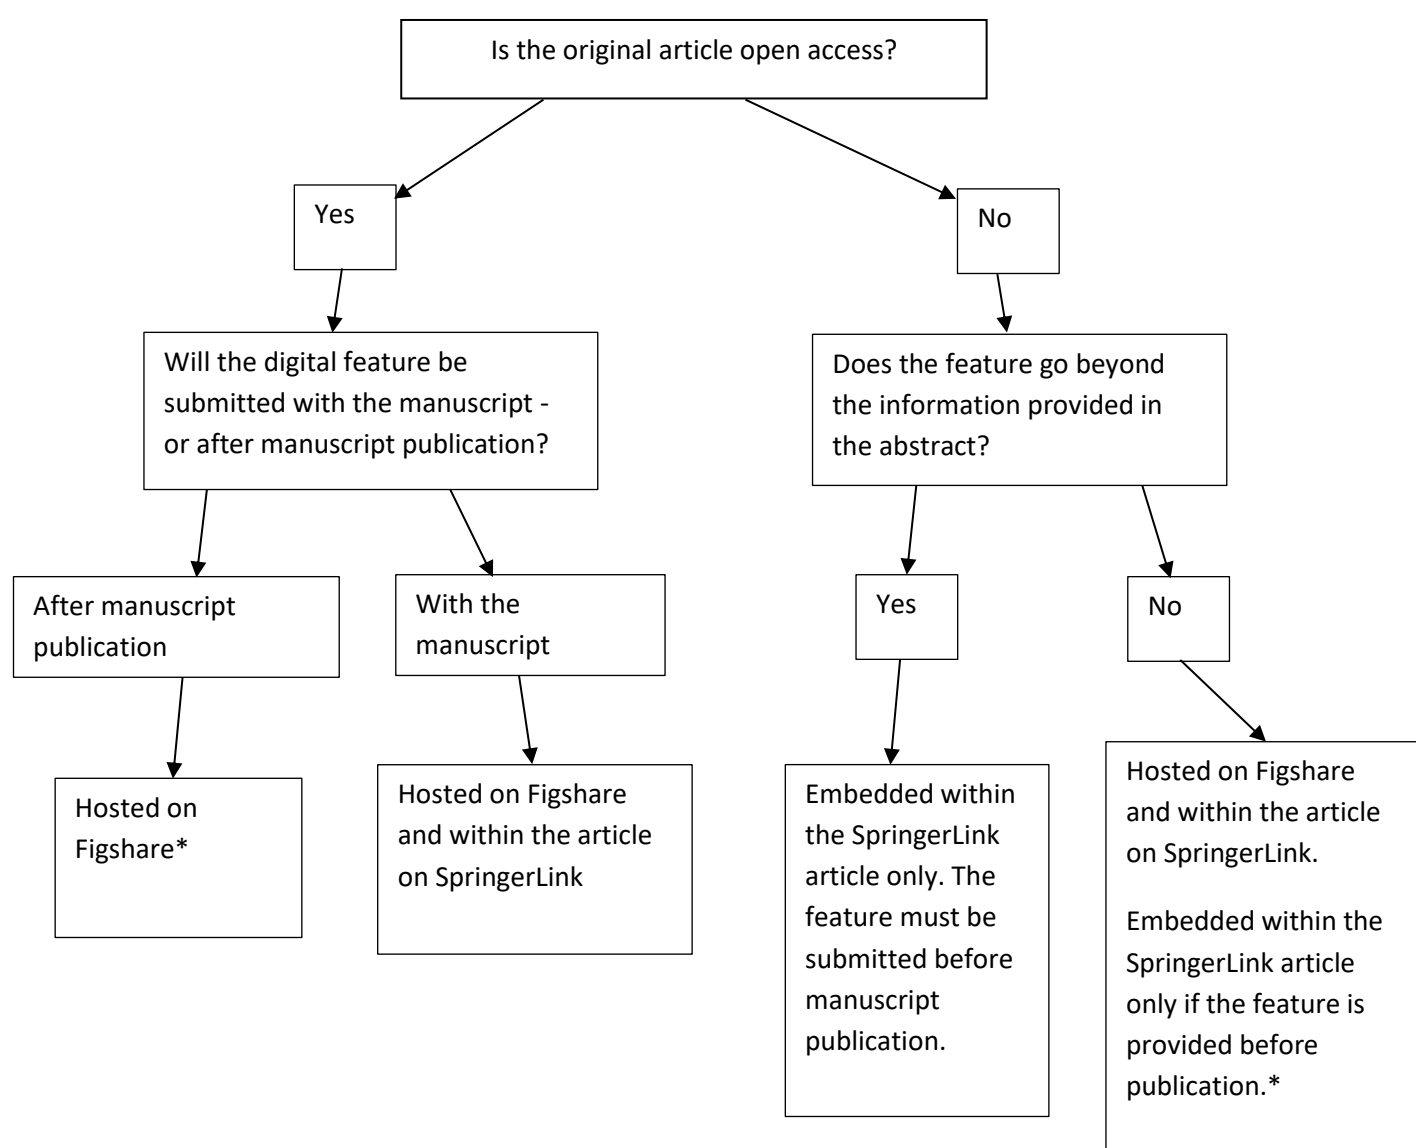 Is the original article open access?
Yes
No
Will the digital feature be
submitted with the manuscript -
or after manuscript publication?
Does the feature go beyond
the information provided in
the abstract?
After manuscript
publication
With the
manuscript
Yes
No
Hosted on
Figshare*
Hosted on Figshare
and within the article
on SpringerLink
Embedded within
the SpringerLink
article only. The
feature must be
submitted before
manuscript
publication.
Hosted on Figshare
and within the article
on SpringerLink.
Embedded within the
SpringerLink article
only if the feature is
provided before
publication.*